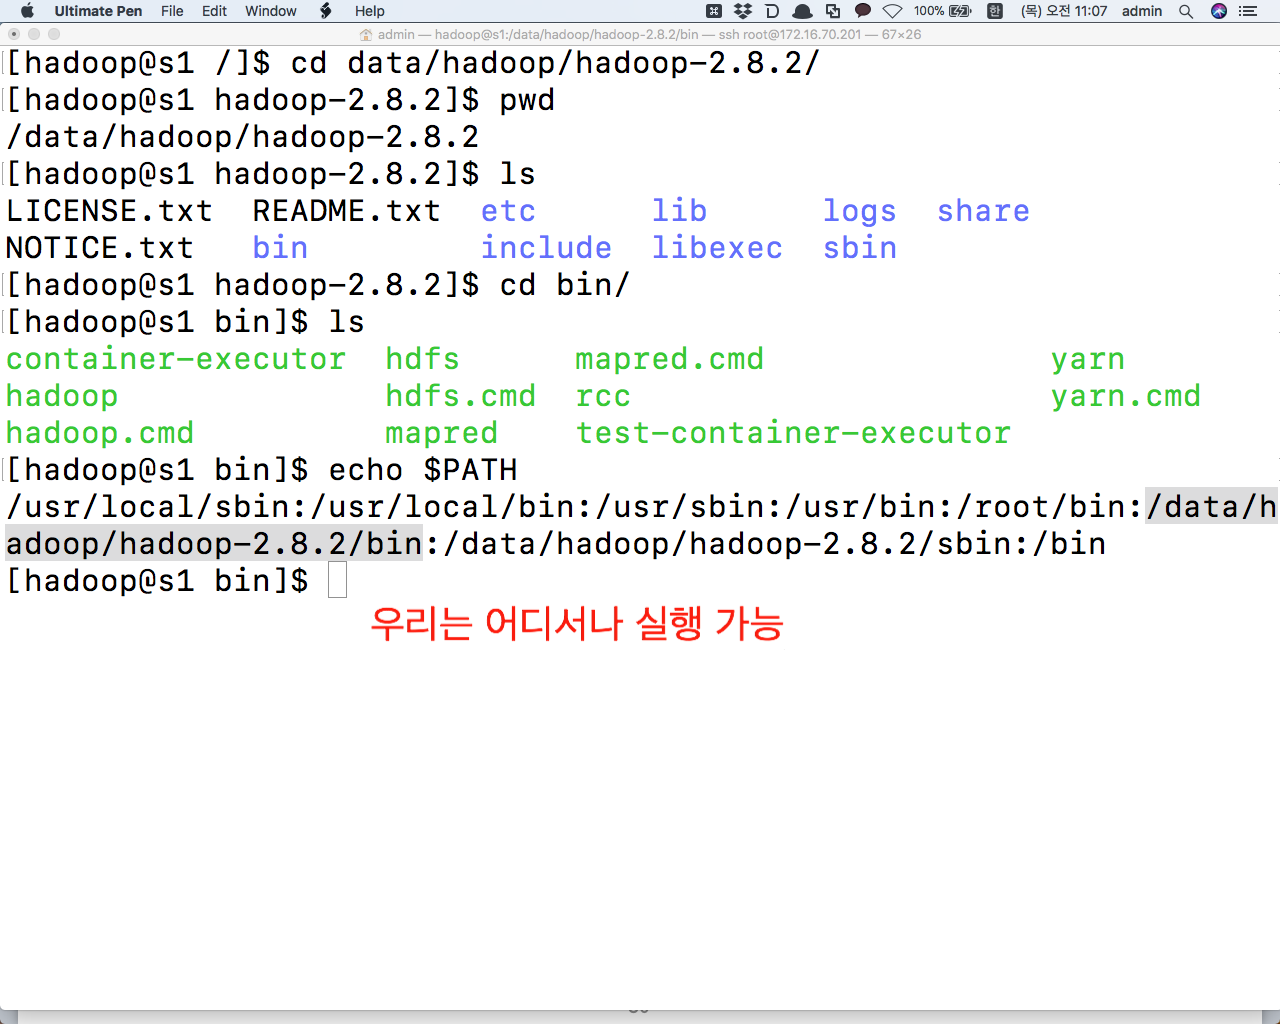 Ultimate Pen File Edit Window Help 100% 한 (목) 오전 11:07 admin
admin — hadoop@s1:/data/hadoop/hadoop-2.8.2/bin — ssh root@172.16.70.201 — 67×26
[hadoop@s1 /]$ cd data/hadoop/hadoop-2.8.2/
[hadoop@s1 hadoop-2.8.2]$ pwd
/data/hadoop/hadoop-2.8.2
[hadoop@s1 hadoop-2.8.2]$ ls
LICENSE.txt README.txt etc lib logs share
NOTICE.txt bin include libexec sbin
[hadoop@s1 hadoop-2.8.2]$ cd bin/
[hadoop@s1 bin]$ ls
container-executor hdfs mapred.cmd yarn
hadoop hdfs.cmd rcc yarn.cmd
hadoop.cmd mapred test-container-executor
[hadoop@s1 bin]$ echo $PATH
/usr/local/sbin:/usr/local/bin:/usr/sbin:/usr/bin:/root/bin:/data/h
adoop/hadoop-2.8.2/bin:/data/hadoop/hadoop-2.8.2/sbin:/bin
[hadoop@s1 bin]$
우리는 어디서나 실행 가능